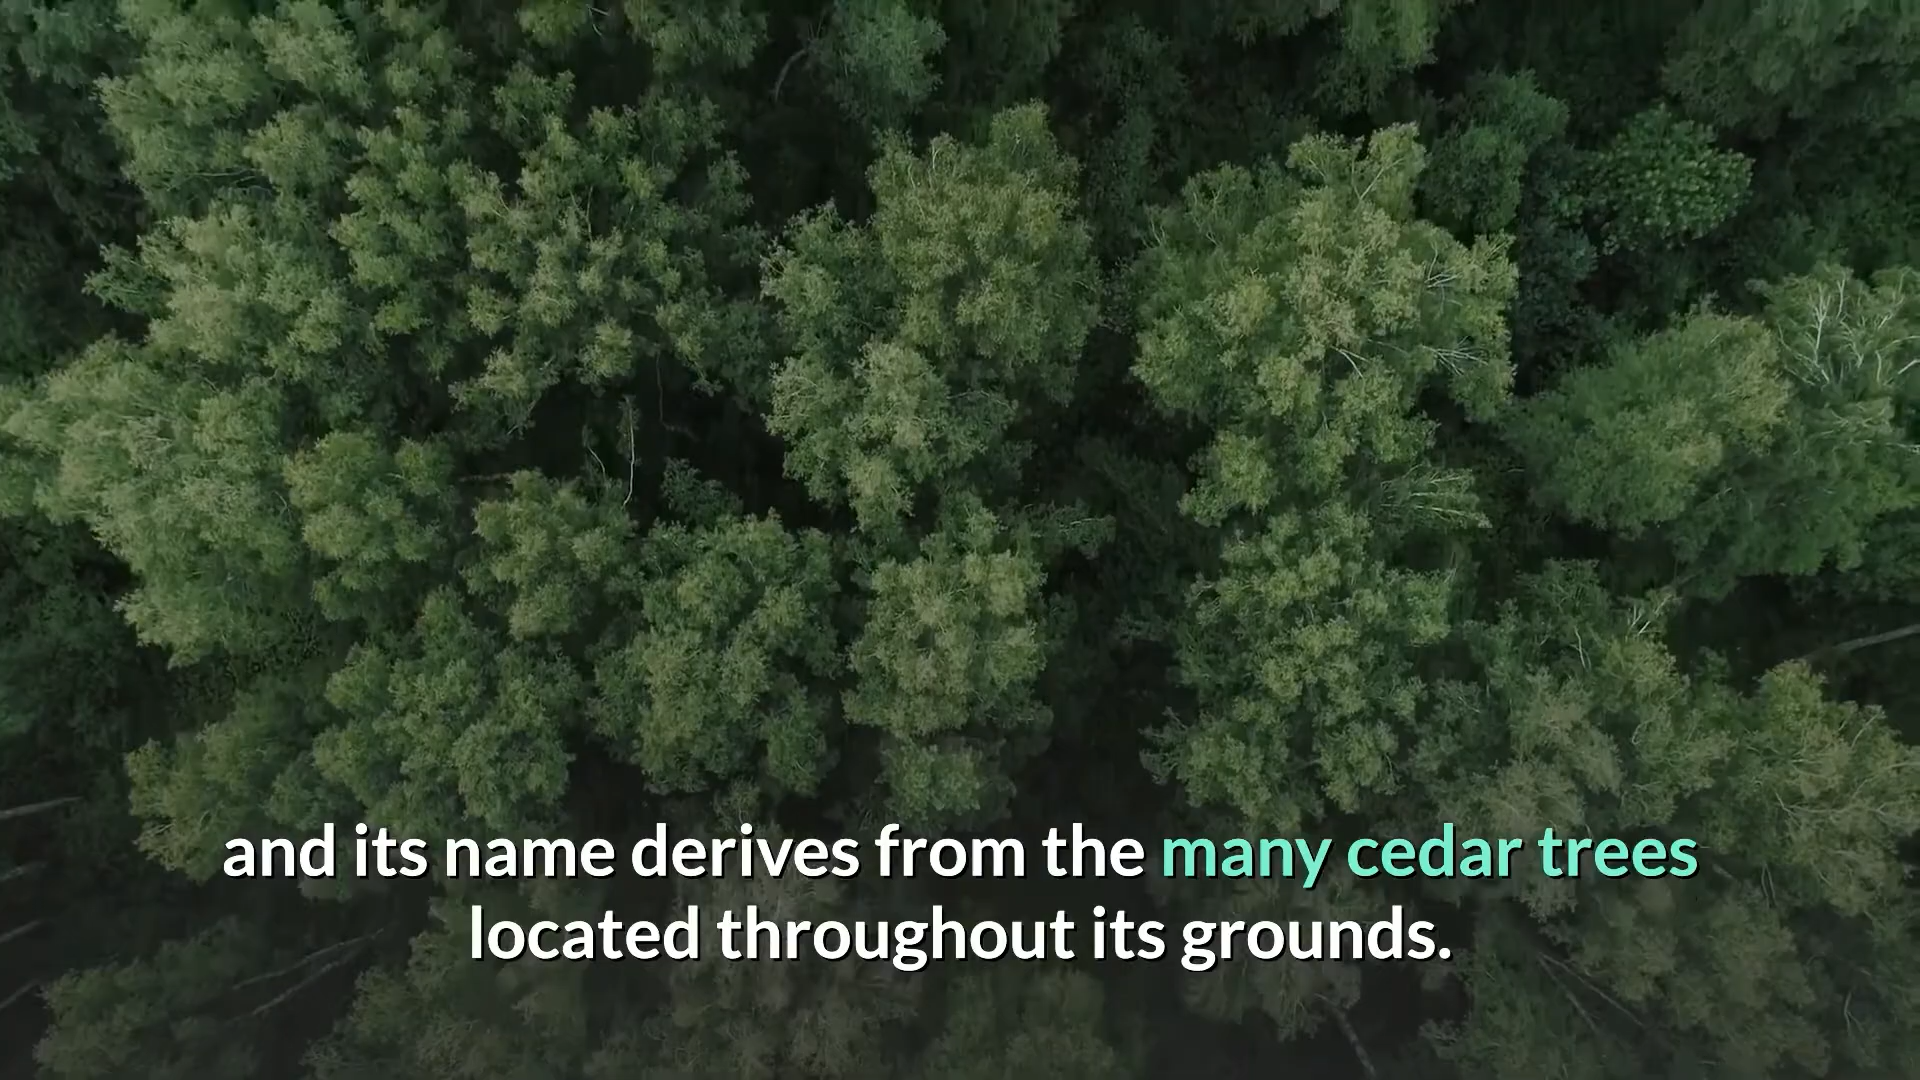 and its name derives from the many cedar trees
located throughout its grounds.